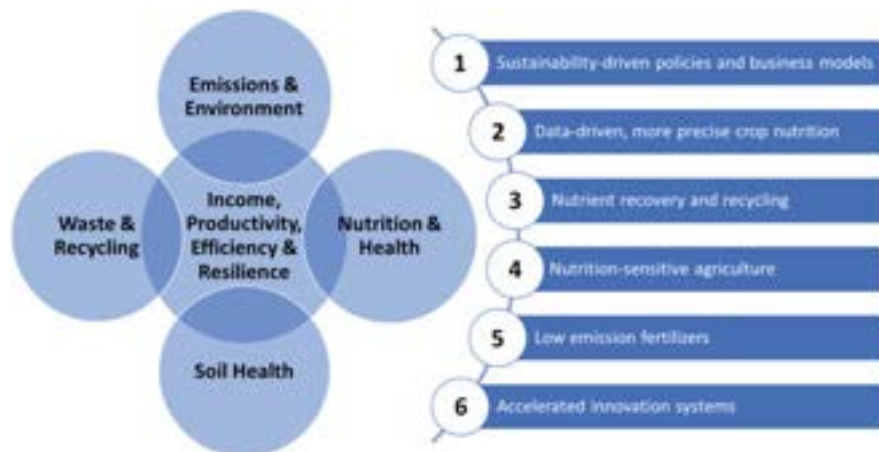 Emissions &
Environment
Waste &
Recycling
Income,
Productivity,
Efficiency &
Resilience
Nutrition &
Health
Soil Health
1 Sustainability-driven policies and business models
2 Data-driven, more precise crop nutrition
3 Nutrient recovery and recycling
4 Nutrition-sensitive agriculture
5 Low emission fertilizers
6 Accelerated innovation systems